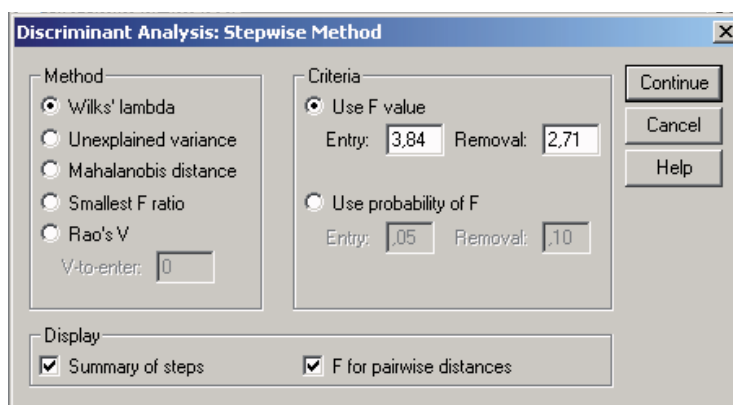 Discriminant Analysis: Stepwise Method
Method
Wilks' lambda
Unexplained variance
Mahalanobis distance
Smallest F ratio
Rao's V
V-to-enter: 0
Criteria
Use F value
Entry: 3,84 Removal: 2,71
Use probability of F
Entry: ,05 Removal: ,10
Continue
Cancel
Help
Display
Summary of steps F for pairwise distances